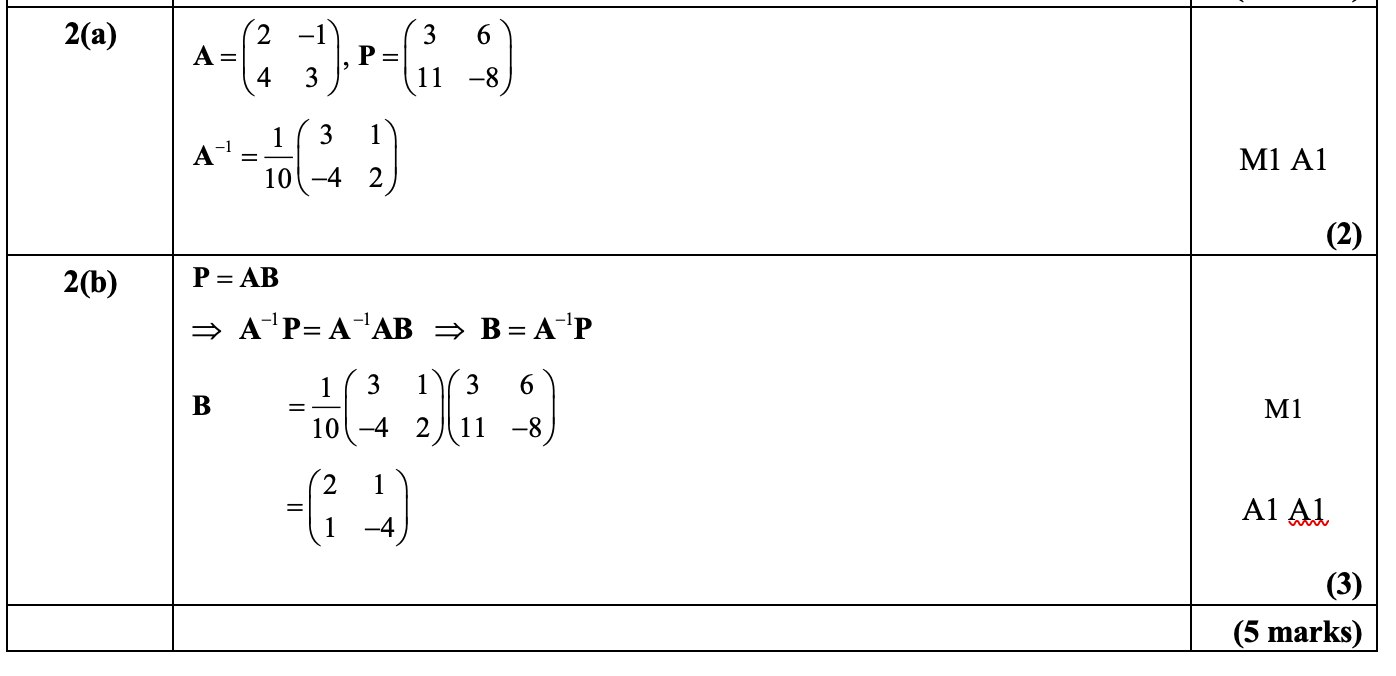 2(a)
A = (2 −1; 4 3), P = (3 6; 11 −8)
A⁻¹ = 1/10 (3 1; −4 2)
M1 A1
(2)
2(b)
P = AB
⇒ A⁻¹P = A⁻¹AB ⇒ B = A⁻¹P
B = 1/10 (3 1; −4 2)(3 6; 11 −8)
M1
= (2 1; 1 −4)
A1 A1
(3)
(5 marks)